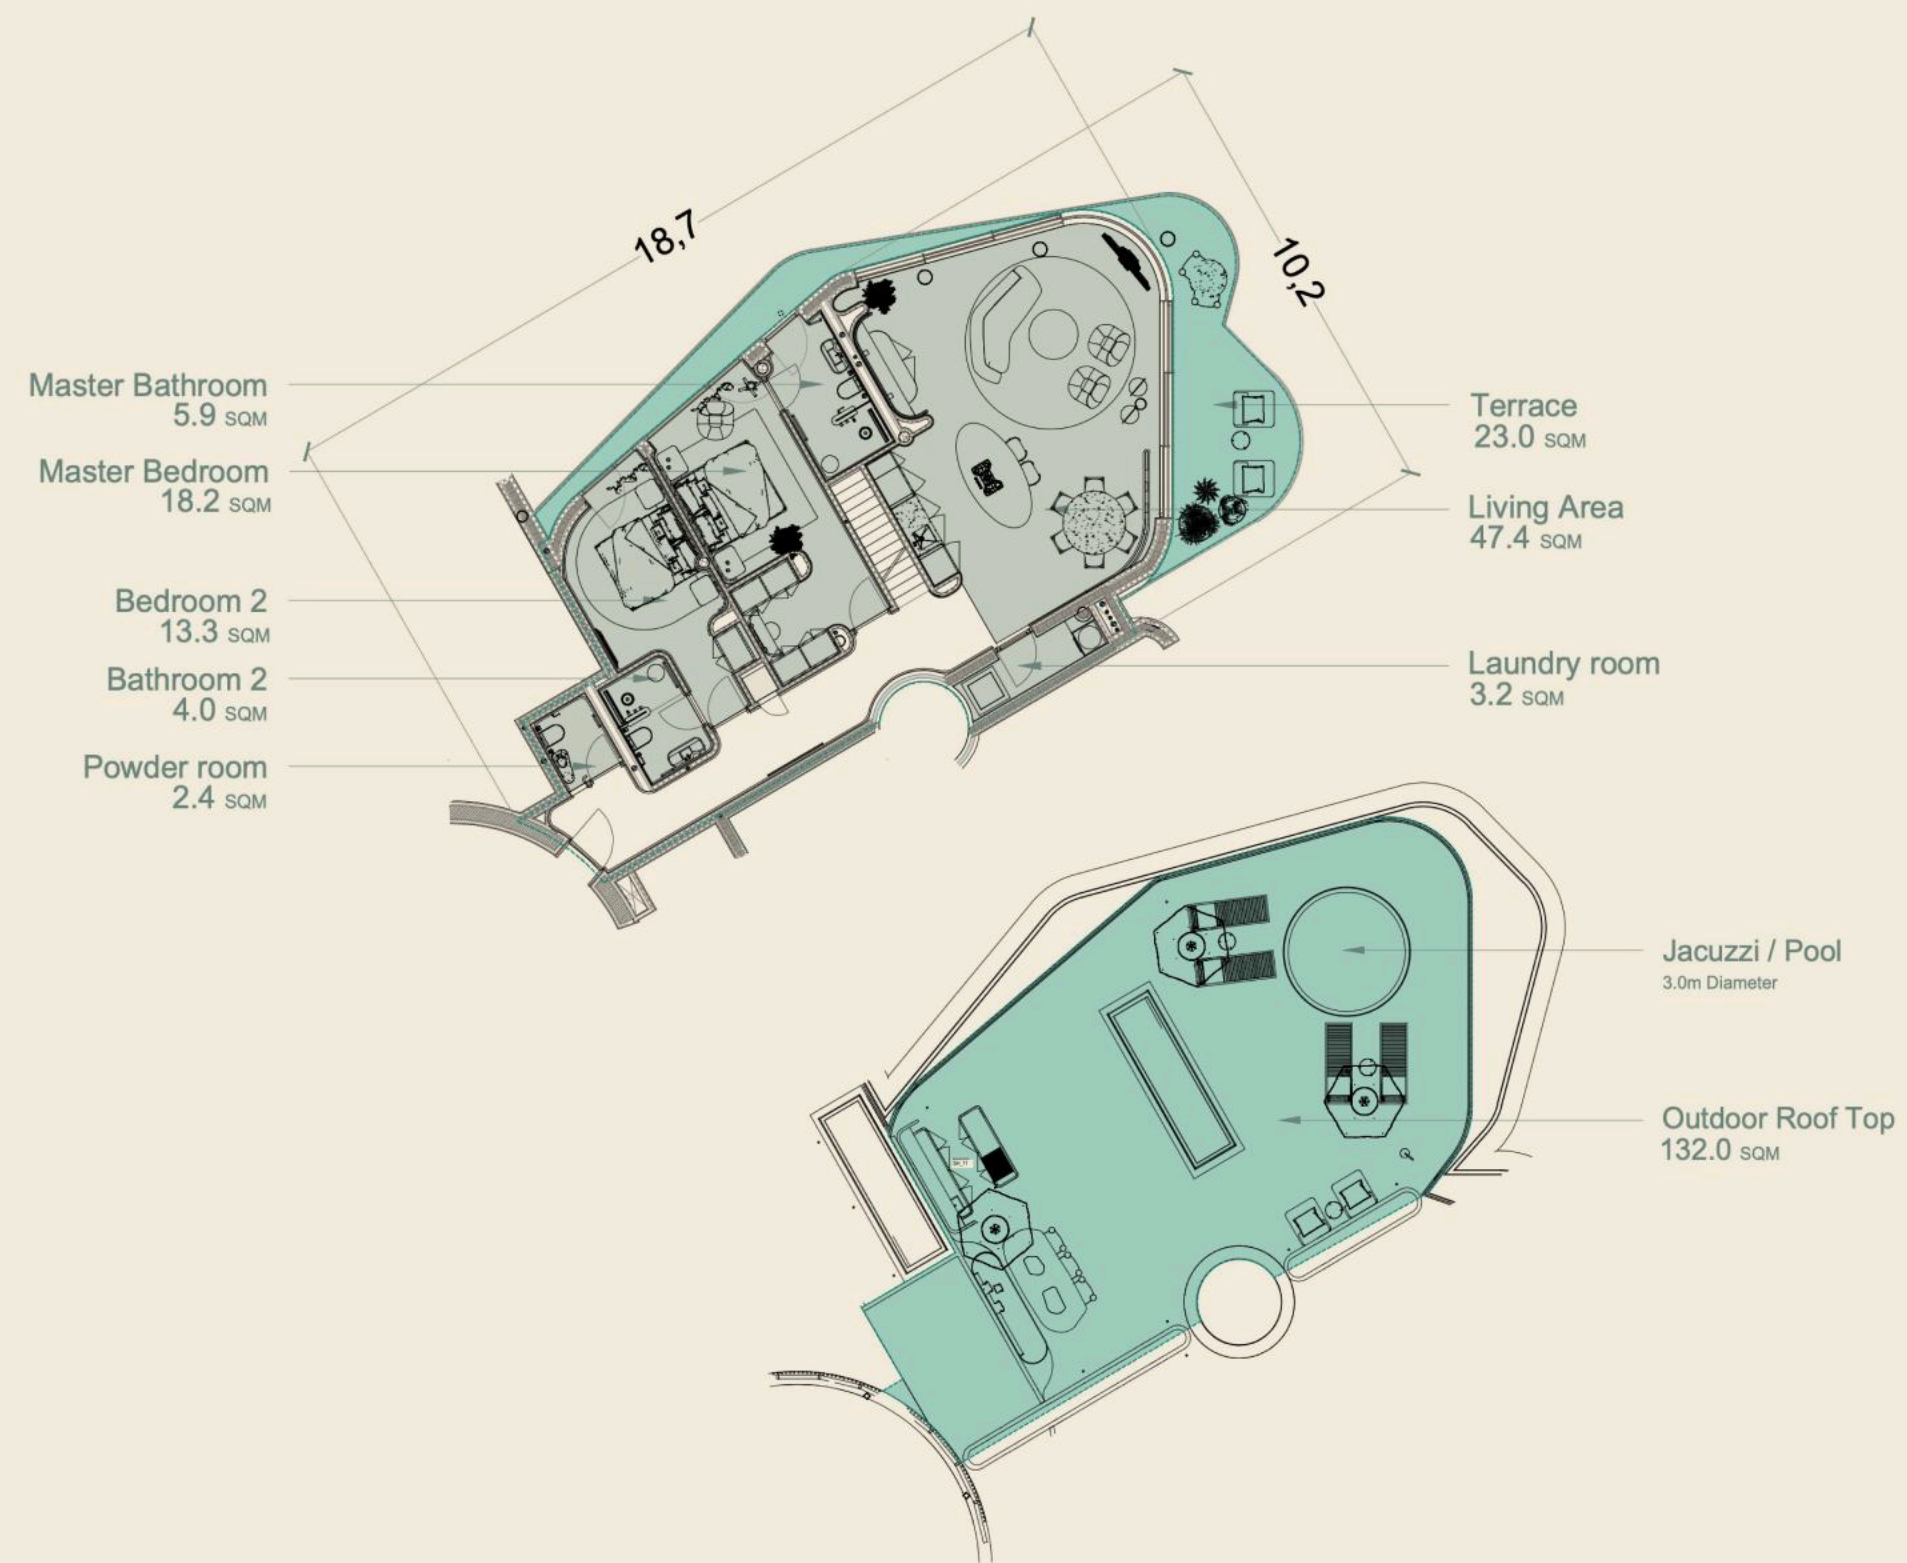 18,7
10,2
Master Bathroom
5.9 SQM
Master Bedroom
18.2 SQM
Bedroom 2
13.3 SQM
Bathroom 2
4.0 SQM
Powder room
2.4 SQM
Terrace
23.0 SQM
Living Area
47.4 SQM
Laundry room
3.2 SQM
Jacuzzi / Pool
3.0m Diameter
Outdoor Roof Top
132.0 SQM